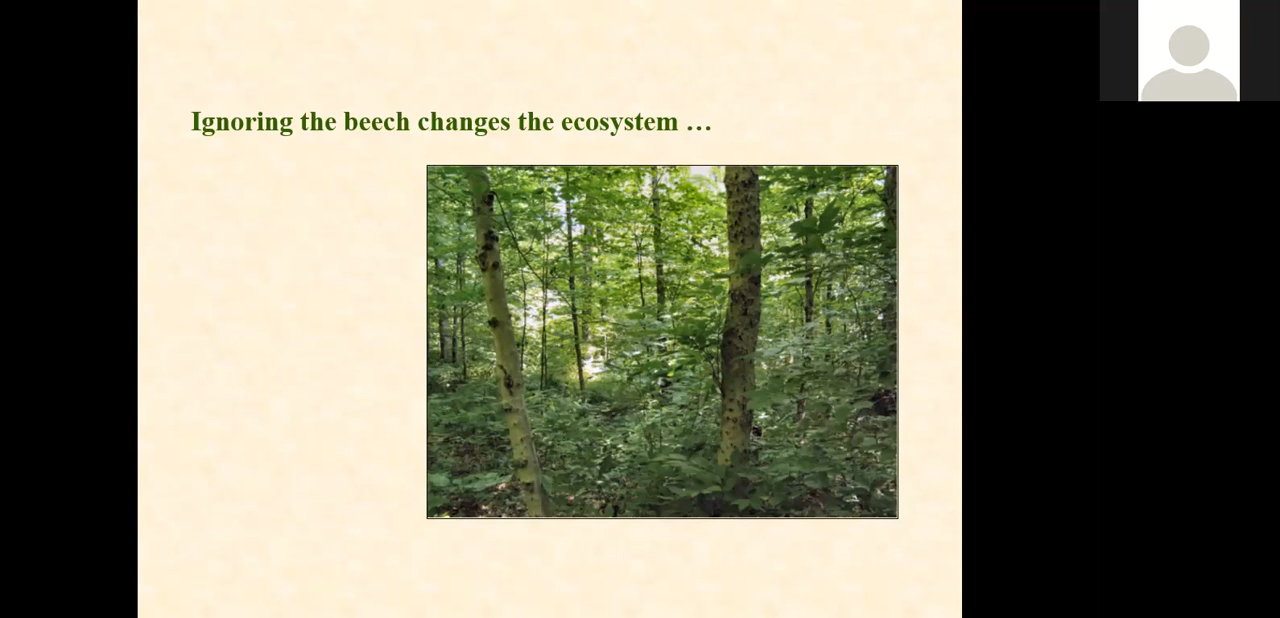 Ignoring the beech changes the ecosystem …